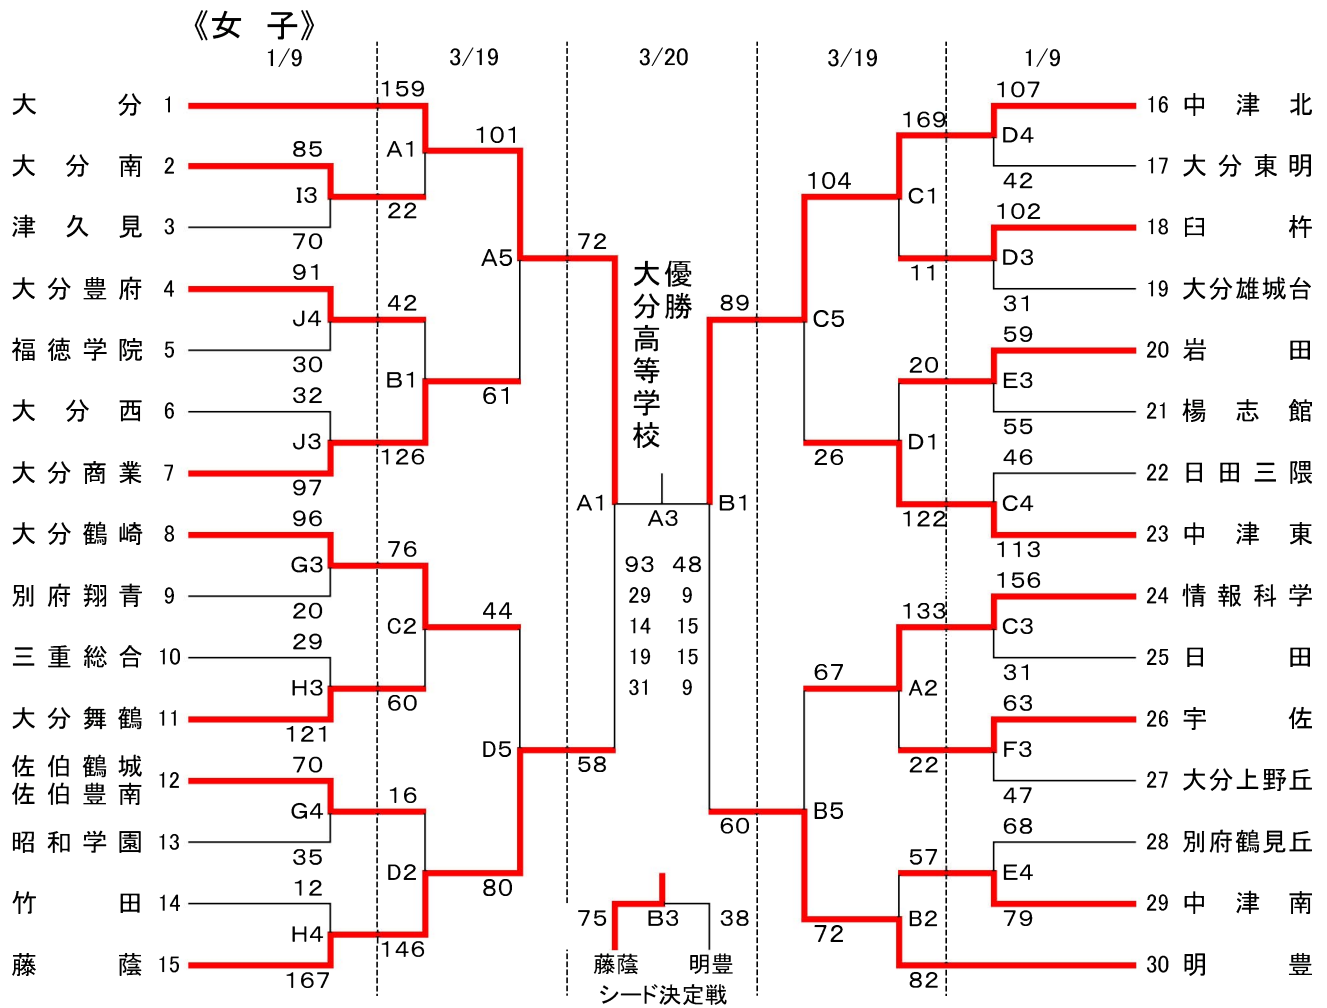 《女 子》
1/9 3/19 3/20 3/19 1/9
大分 1
大分南 2
津久見 3
大分豊府 4
福徳学院 5
大分西 6
大分商業 7
大分鶴崎 8
別府翔青 9
三重総合 10
大分舞鶴 11
佐伯鶴城
佐伯豊南 12
昭和学園 13
竹田 14
藤蔭 15
85
I3
70
91
J4
30
32
J3
97
96
G3
20
29
H3
121
70
G4
35
12
H4
167
159
A1
22
42
B1
126
76
C2
60
16
D2
146
101
A5
61
44
D5
80
72
A1
58
優勝
大分高等学校
A3
93 48
29 9
14 15
19 15
31 9
75 B3 38
藤蔭 明豊
シード決定戦
89
B1
60
104
C5
26
67
B5
72
169
C1
11
20
D1
122
133
A2
22
57
B2
82
107
D4
42
102
D3
31
59
E3
55
46
C4
113
156
C3
31
63
F3
47
68
E4
79
16 中津北
17 大分東明
18 臼杵
19 大分雄城台
20 岩田
21 楊志館
22 日田三隈
23 中津東
24 情報科学
25 日田
26 宇佐
27 大分上野丘
28 別府鶴見丘
29 中津南
30 明豊